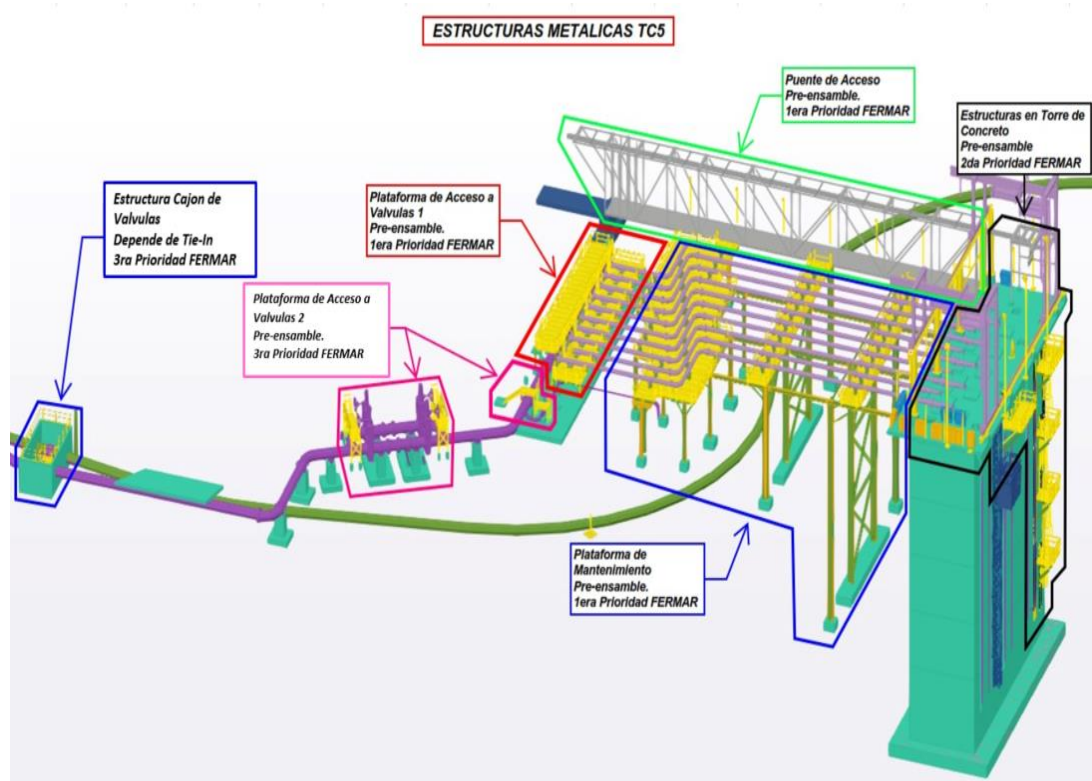 ESTRUCTURAS METALICAS TC5
Puente de Acceso
Pre-ensamble.
1era Prioridad FERMAR
Estructuras en Torre de
Concreto
Pre-ensamble
2da Prioridad FERMAR
Estructura Cajon de
Valvulas
Depende de Tie-In
3ra Prioridad FERMAR
Plataforma de Acceso a
Valvulas 1
Pre-ensamble.
1era Prioridad FERMAR
Plataforma de Acceso a
Valvulas 2
Pre-ensamble.
3ra Prioridad FERMAR
Plataforma de
Mantenimiento
Pre-ensamble.
1era Prioridad FERMAR